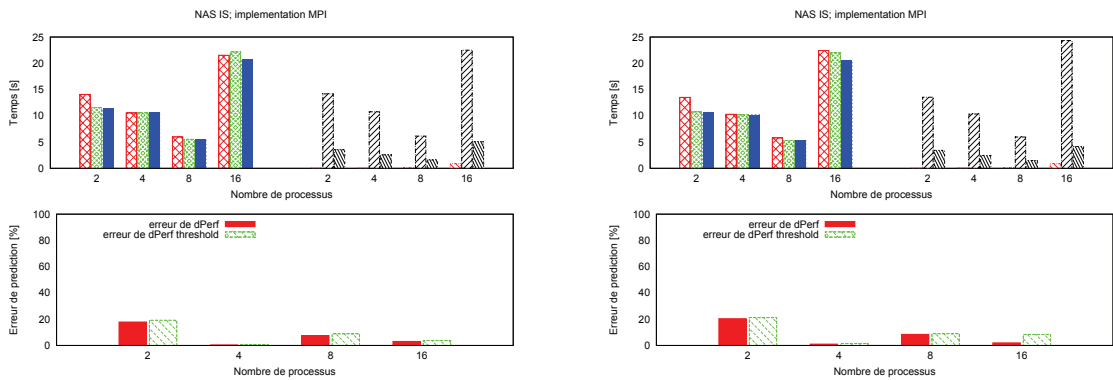 NAS IS; implementation MPI
Temps [s]
25
20
15
10
5
0
2 4 8 16 2 4 8 16
Nombre de processus
Erreur de prediction [%]
100
80
60
40
20
0
erreur de dPerf
erreur de dPerf threshold
2 4 8 16
Nombre de processus
NAS IS; implementation MPI
Temps [s]
25
20
15
10
5
0
2 4 8 16 2 4 8 16
Nombre de processus
Erreur de prediction [%]
100
80
60
40
20
0
erreur de dPerf
erreur de dPerf threshold
2 4 8 16
Nombre de processus